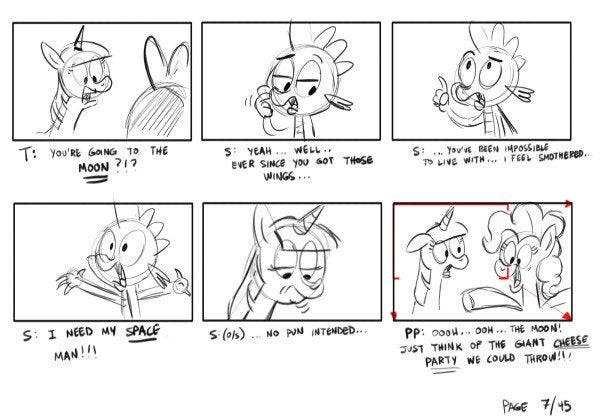 T: YOU'RE GOING TO THE
MOON?!?
S: YEAH... WELL..
EVER SINCE YOU GOT THOSE
WINGS...
S: ... YOU'VE BEEN IMPOSSIBLE
TO LIVE WITH... I FEEL SMOTHERED...
S: I NEED MY SPACE
MAN!!!
S:(O/S) ... NO PUN INTENDED...
PP: OOOH... OOH... THE MOON!
JUST THINK OF THE GIANT CHEESE
PARTY WE COULD THROW!!!
PAGE 7/45